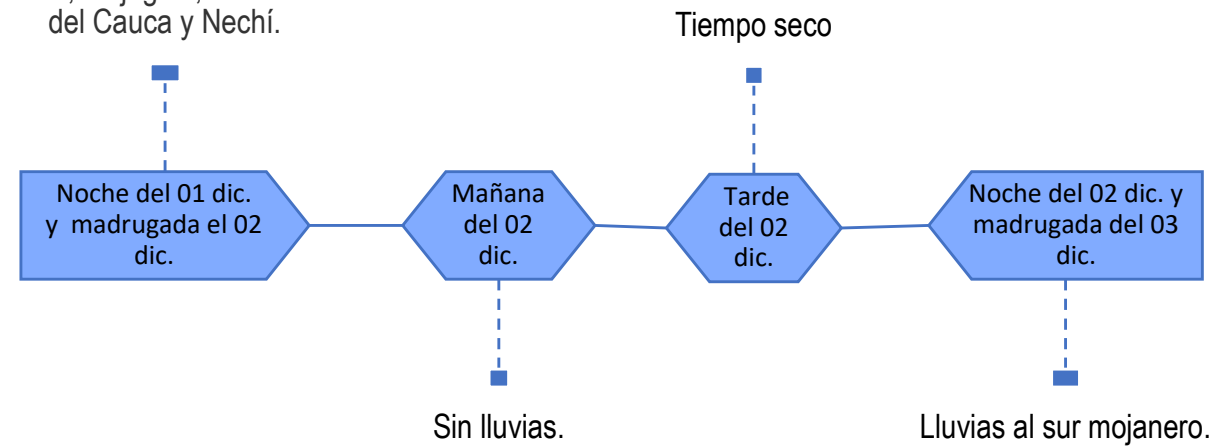 del Cauca y Nechí.
Tiempo seco
Noche del 01 dic.
y madrugada el 02
dic.
Mañana
del 02
dic.
Tarde
del 02
dic.
Noche del 02 dic. y
madrugada del 03
dic.
Sin lluvias.
Lluvias al sur mojanero.